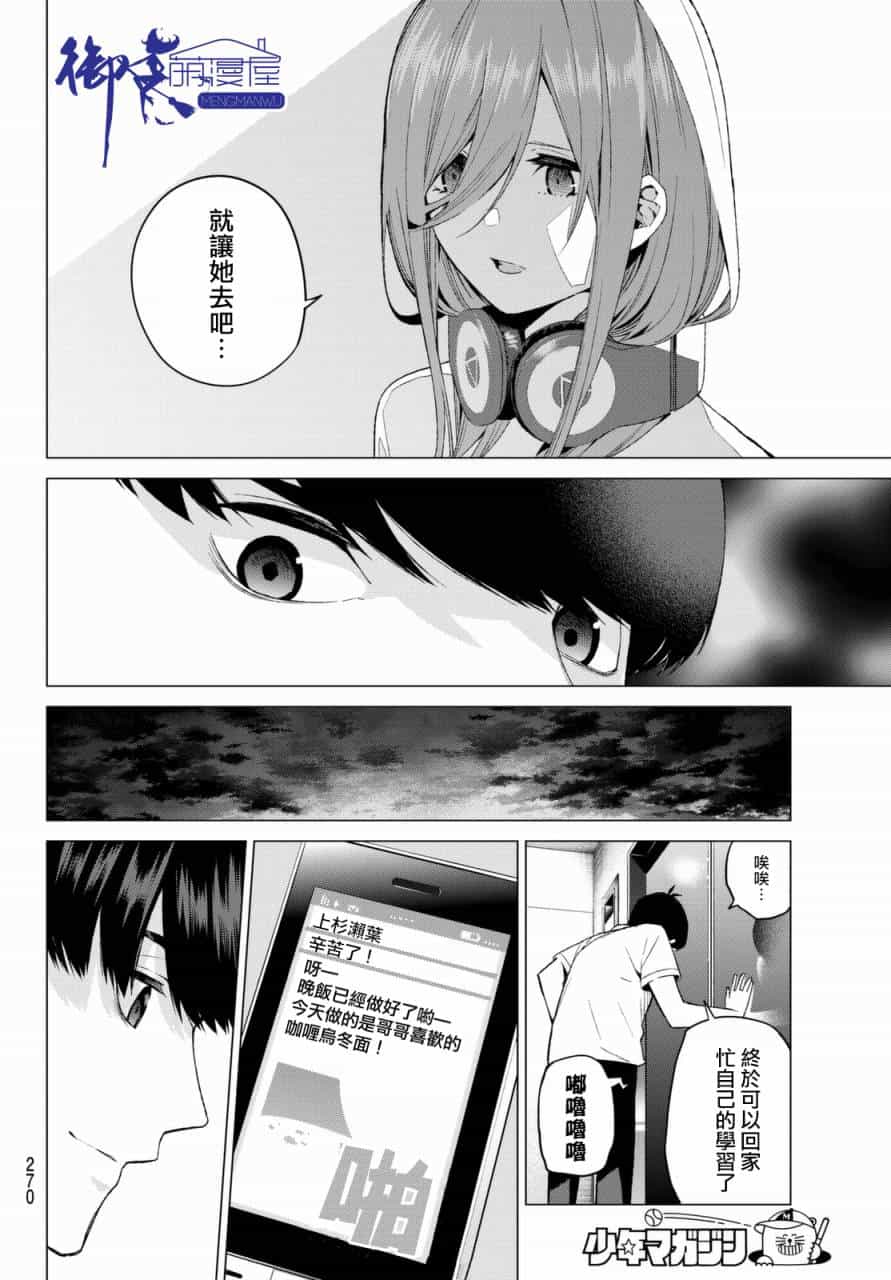 御宅萌漫屋
MENGMANWU
就讓她去吧…
唉唉…
終於可以回家
忙自己的學習了
嘟嚕嚕嚕
上杉瀨葉
辛苦了！
呀—
晚飯已經做好了喲—
今天做的是哥哥喜歡的
咖喱烏冬面！
啪
270
少年マガジン